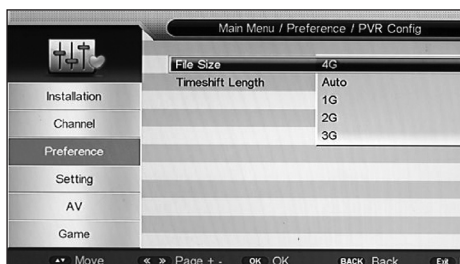 Main Menu / Preference / PVR Config
File Size 4G
Timeshift Length Auto
1G
2G
3G
Installation
Channel
Preference
Setting
AV
Game
Move Page + - OK OK BACK Back Exit